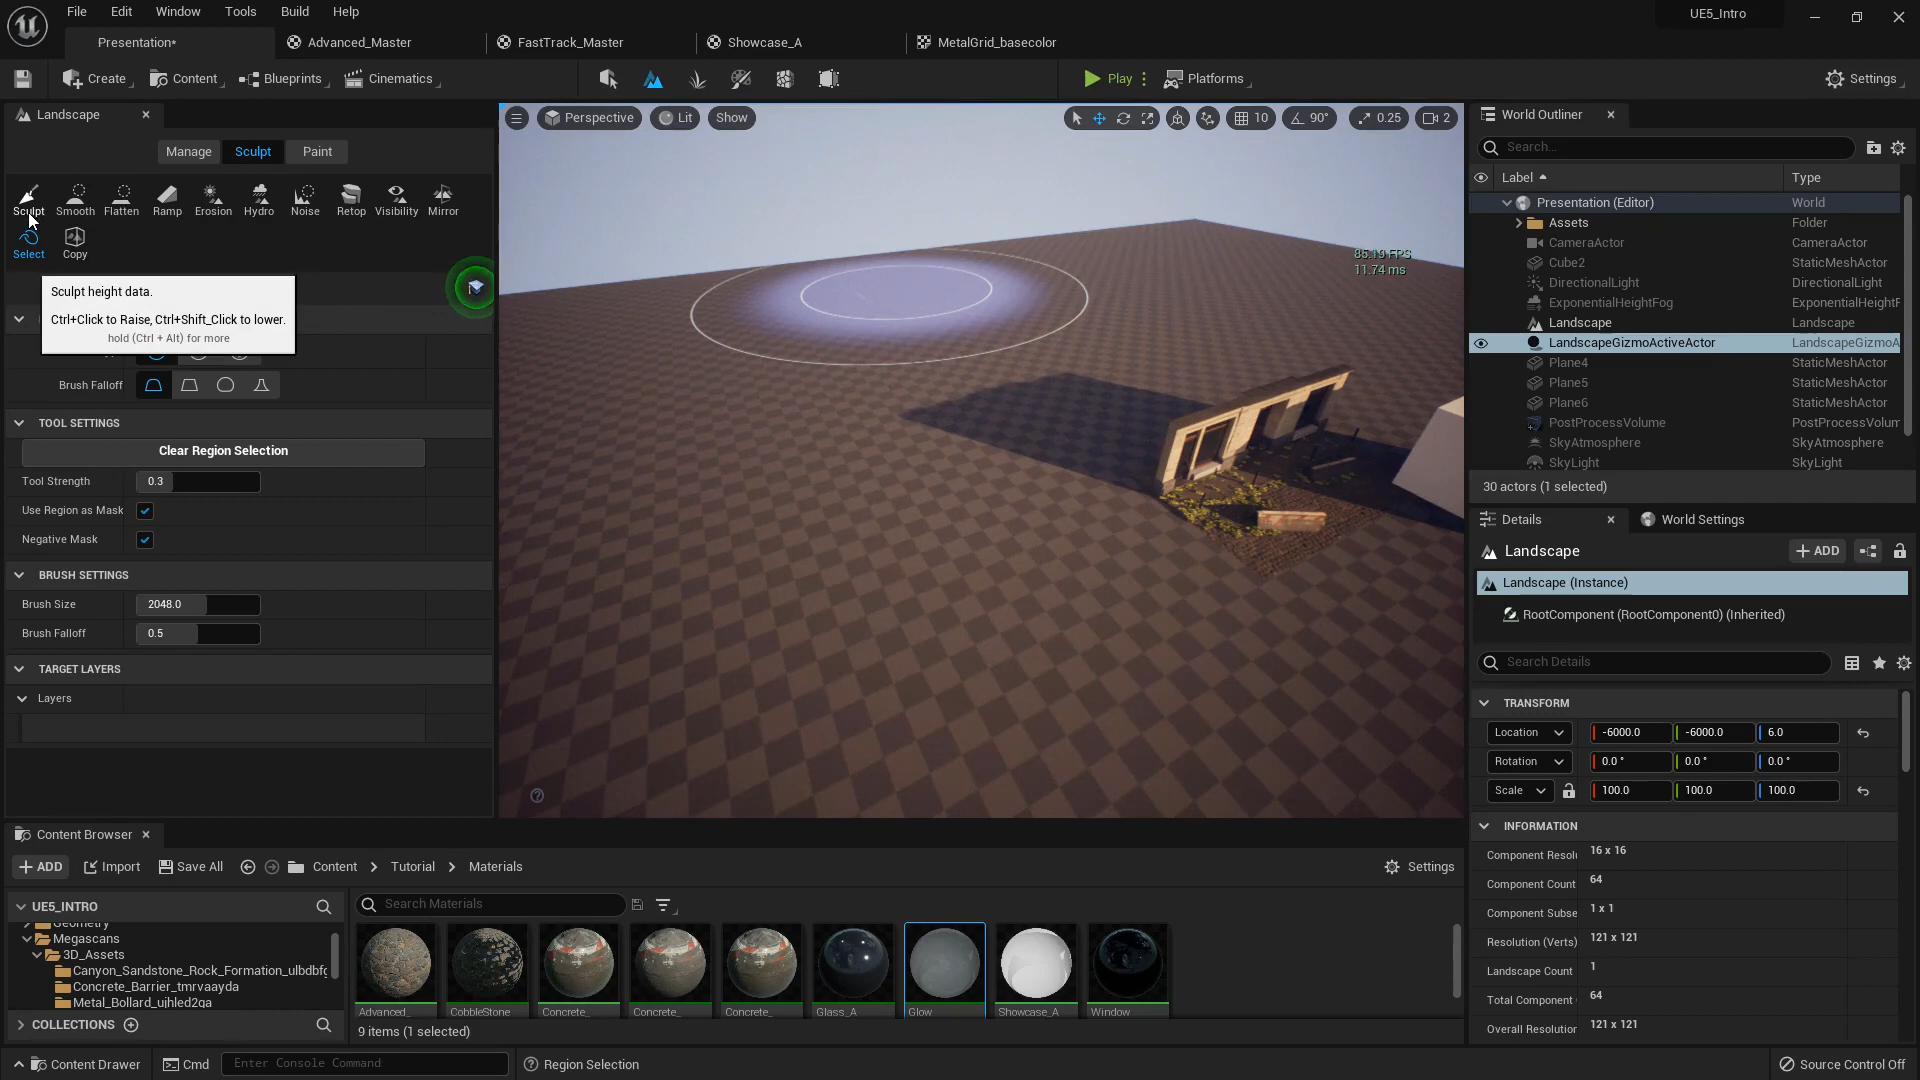 File Edit Window Tools Build Help
UE5_Intro
Presentation*
Advanced_Master
FastTrack_Master
Showcase_A
MetalGrid_basecolor
Create
Content
Blueprints
Cinematics
Play
Platforms
Settings
Landscape
Manage Sculpt Paint
Sculpt Smooth Flatten Ramp Erosion Hydro Noise Retop Visibility Mirror
Select Copy
Sculpt height data.
Ctrl+Click to Raise, Ctrl+Shift_Click to lower.
hold (Ctrl + Alt) for more
Brush Falloff
TOOL SETTINGS
Clear Region Selection
Tool Strength 0.3
Use Region as Mask
Negative Mask
BRUSH SETTINGS
Brush Size 2048.0
Brush Falloff 0.5
TARGET LAYERS
Layers
Perspective Lit Show
10 90° 0.25 2
85.19 FPS
11.74 ms
World Outliner
Search...
Label Type
Presentation (Editor) World
Assets Folder
CameraActor CameraActor
Cube2 StaticMeshActor
DirectionalLight DirectionalLight
ExponentialHeightFog ExponentialHeightF
Landscape Landscape
LandscapeGizmoActiveActor LandscapeGizmoA
Plane4 StaticMeshActor
Plane5 StaticMeshActor
Plane6 StaticMeshActor
PostProcessVolume PostProcessVolum
SkyAtmosphere SkyAtmosphere
SkyLight SkyLight
30 actors (1 selected)
Details
World Settings
Landscape
ADD
Landscape (Instance)
RootComponent (RootComponent0) (Inherited)
Search Details
TRANSFORM
Location -6000.0 -6000.0 6.0
Rotation 0.0 ° 0.0 ° 0.0 °
Scale 100.0 100.0 100.0
INFORMATION
Component Resolu 16 x 16
Component Count 64
Component Subse 1 x 1
Resolution (Verts) 121 x 121
Landscape Count 1
Total Component 64
Overall Resolution 121 x 121
Content Browser
ADD Import Save All Content Tutorial Materials
Settings
UE5_INTRO
Search Materials
Geometry
Megascans
3D_Assets
Canyon_Sandstone_Rock_Formation_ulbdbfg
Concrete_Barrier_tmrvaayda
Metal_Bollard_ujhled2qa
COLLECTIONS
Advanced_ CobbleStone Concrete_ Concrete_ Concrete_ Glass_A Glow Showcase_A Window
9 items (1 selected)
Content Drawer
Cmd
Enter Console Command
Region Selection
Source Control Off